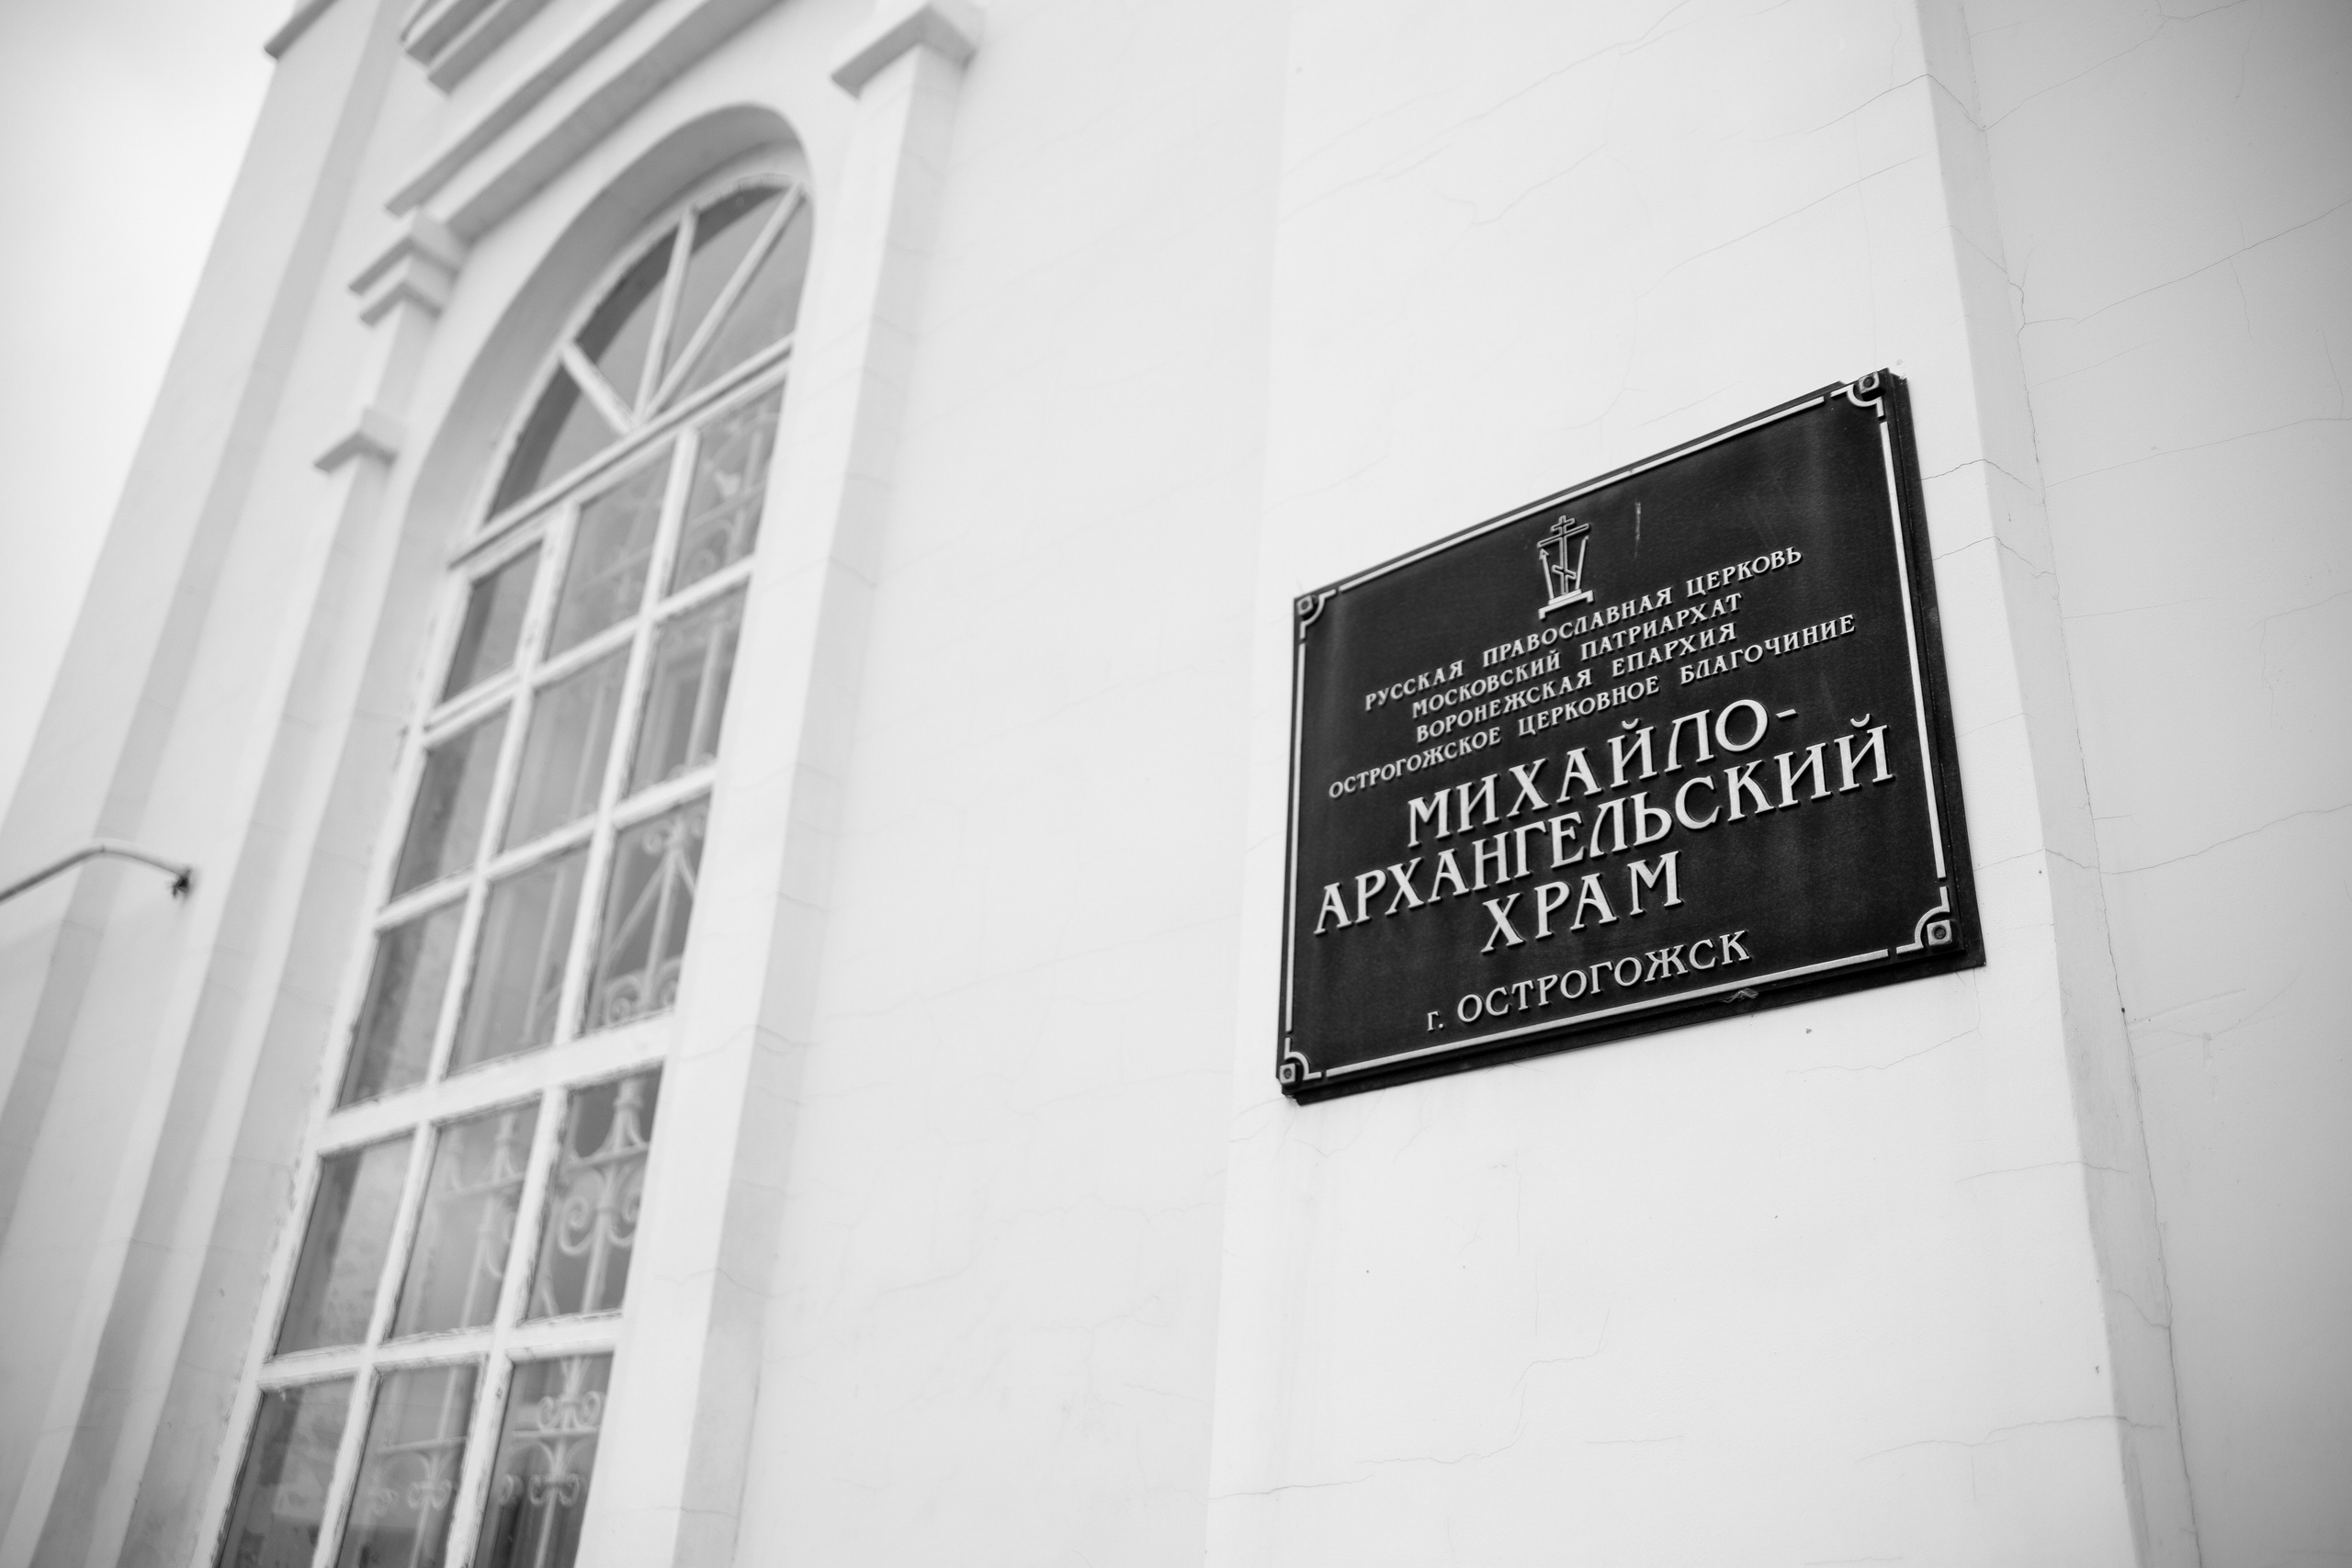 РУССКАЯ ПРАВОСЛАВНАЯ ЦЕРКОВЬ
МОСКОВСКИЙ ПАТРИАРХАТ
ВОРОНЕЖСКАЯ ЕПАРХИЯ
ОСТРОГОЖСКОЕ ЦЕРКОВНОЕ БЛАГОЧИНИЕ
МИХАЙЛО-
АРХАНГЕЛЬСКИЙ
ХРАМ
г. ОСТРОГОЖСК